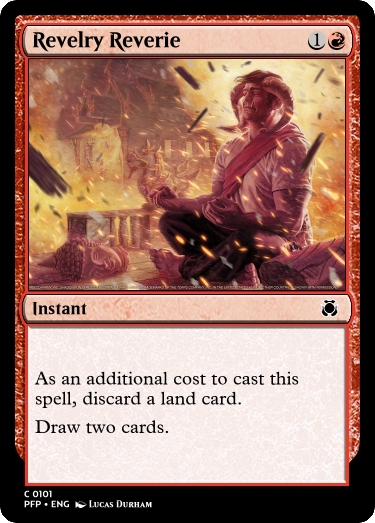 Revelry Reverie 1
Instant
As an additional cost to cast this
spell, discard a land card.
Draw two cards.
C 0101
PFP • ENG Lucas Durham